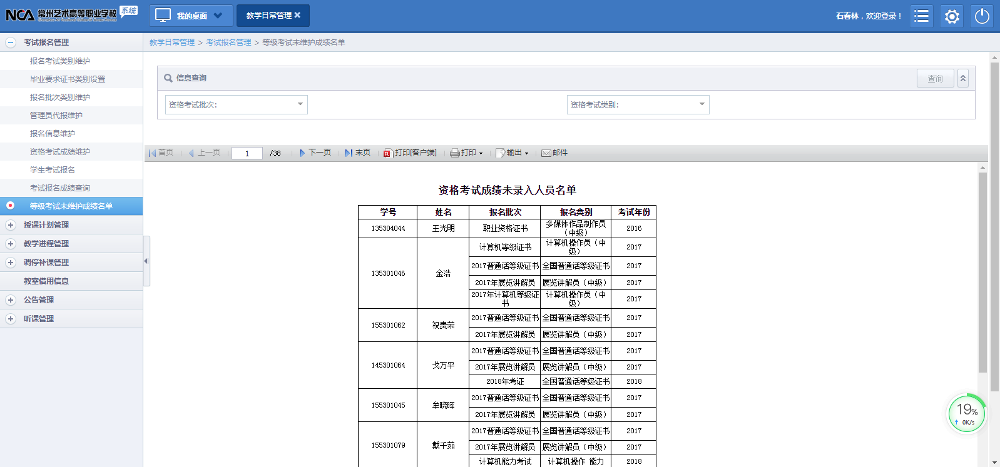 NCA 常州艺术高等职业学校 系统
我的桌面
教学日常管理
石春林，欢迎登录！
考试报名管理
报名考试类别维护
毕业要求证书类别设置
报名批次类别维护
管理员代报维护
报名信息维护
资格考试成绩维护
学生考试报名
考试报名成绩查询
等级考试未维护成绩名单
授课计划管理
教学进程管理
调停补课管理
教室借用信息
公告管理
听课管理
教学日常管理 > 考试报名管理 > 等级考试未维护成绩名单
信息查询
查询
资格考试批次:
资格考试类别:
首页 上一页 1 /38 下一页 末页 打印[客户端] 打印 输出 邮件
资格考试成绩未录入人员名单
学号 姓名 报名批次 报名类别 考试年份
135304044 王光明 职业资格证书 多媒体作品制作员（中级） 2016
135301046 金浩 计算机等级证书 计算机操作员（中级） 2017
2017普通话等级证书 全国普通话等级证书 2017
2017年展览讲解员 展览讲解员（中级） 2017
2017年计算机等级证书 计算机操作员（中级） 2017
155301062 祝贵荣 2017普通话等级证书 全国普通话等级证书 2017
2017年展览讲解员 展览讲解员（中级） 2017
145301064 戈万平 2017普通话等级证书 全国普通话等级证书 2017
2017年展览讲解员 展览讲解员（中级） 2017
2018年考证 全国普通话等级证书 2018
155301045 牟晓晖 2017普通话等级证书 全国普通话等级证书 2017
2017年展览讲解员 展览讲解员（中级） 2017
155301079 戴千茹 2017普通话等级证书 全国普通话等级证书 2017
2017年展览讲解员 展览讲解员（中级） 2017
计算机能力考试 计算机操作 能力 2018
19%
0K/s